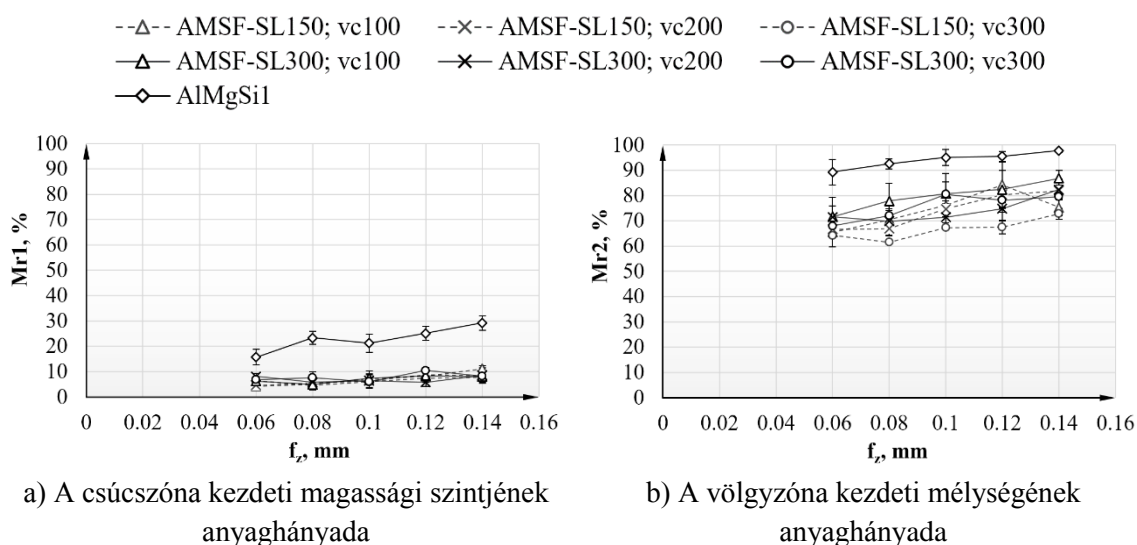 AMSF-SL150; vc100 AMSF-SL150; vc200 AMSF-SL150; vc300
AMSF-SL300; vc100 AMSF-SL300; vc200 AMSF-SL300; vc300
AlMgSi1
100
90
80
70
60
50
40
30
20
10
0
Mr1, %
0 0.02 0.04 0.06 0.08 0.1 0.12 0.14 0.16
fz, mm
a) A csúcszóna kezdeti magassági szintjének
anyaghányada
100
90
80
70
60
50
40
30
20
10
0
Mr2, %
0 0.02 0.04 0.06 0.08 0.1 0.12 0.14 0.16
fz, mm
b) A völgyzóna kezdeti mélységének
anyaghányada